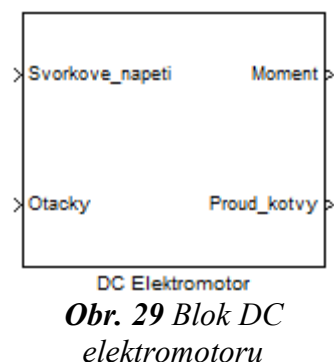 Svorkove_napeti Moment
Otacky Proud_kotvy
DC Elektromotor
Obr. 29 Blok DC
elektromotoru